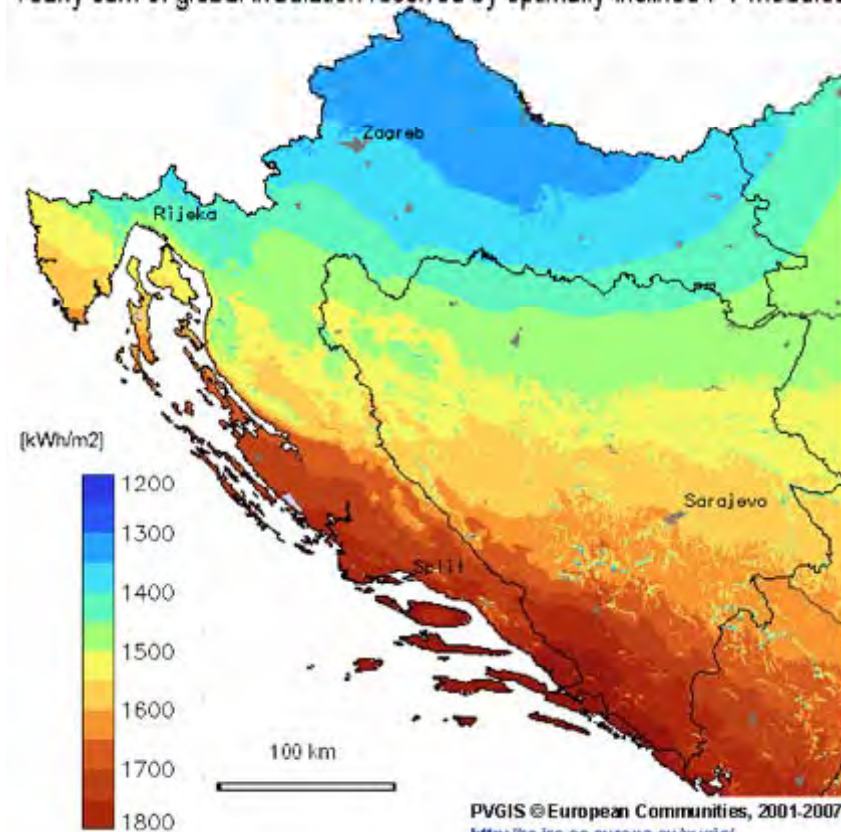 Yearly sum of global irradiation received by optimally-inclined PV modules
Zagreb
Rijeka
[kWh/m2]
1200
1300
1400
1500
1600
1700
1800
Sarajevo
Split
100 km
PVGIS © European Communities, 2001-2007